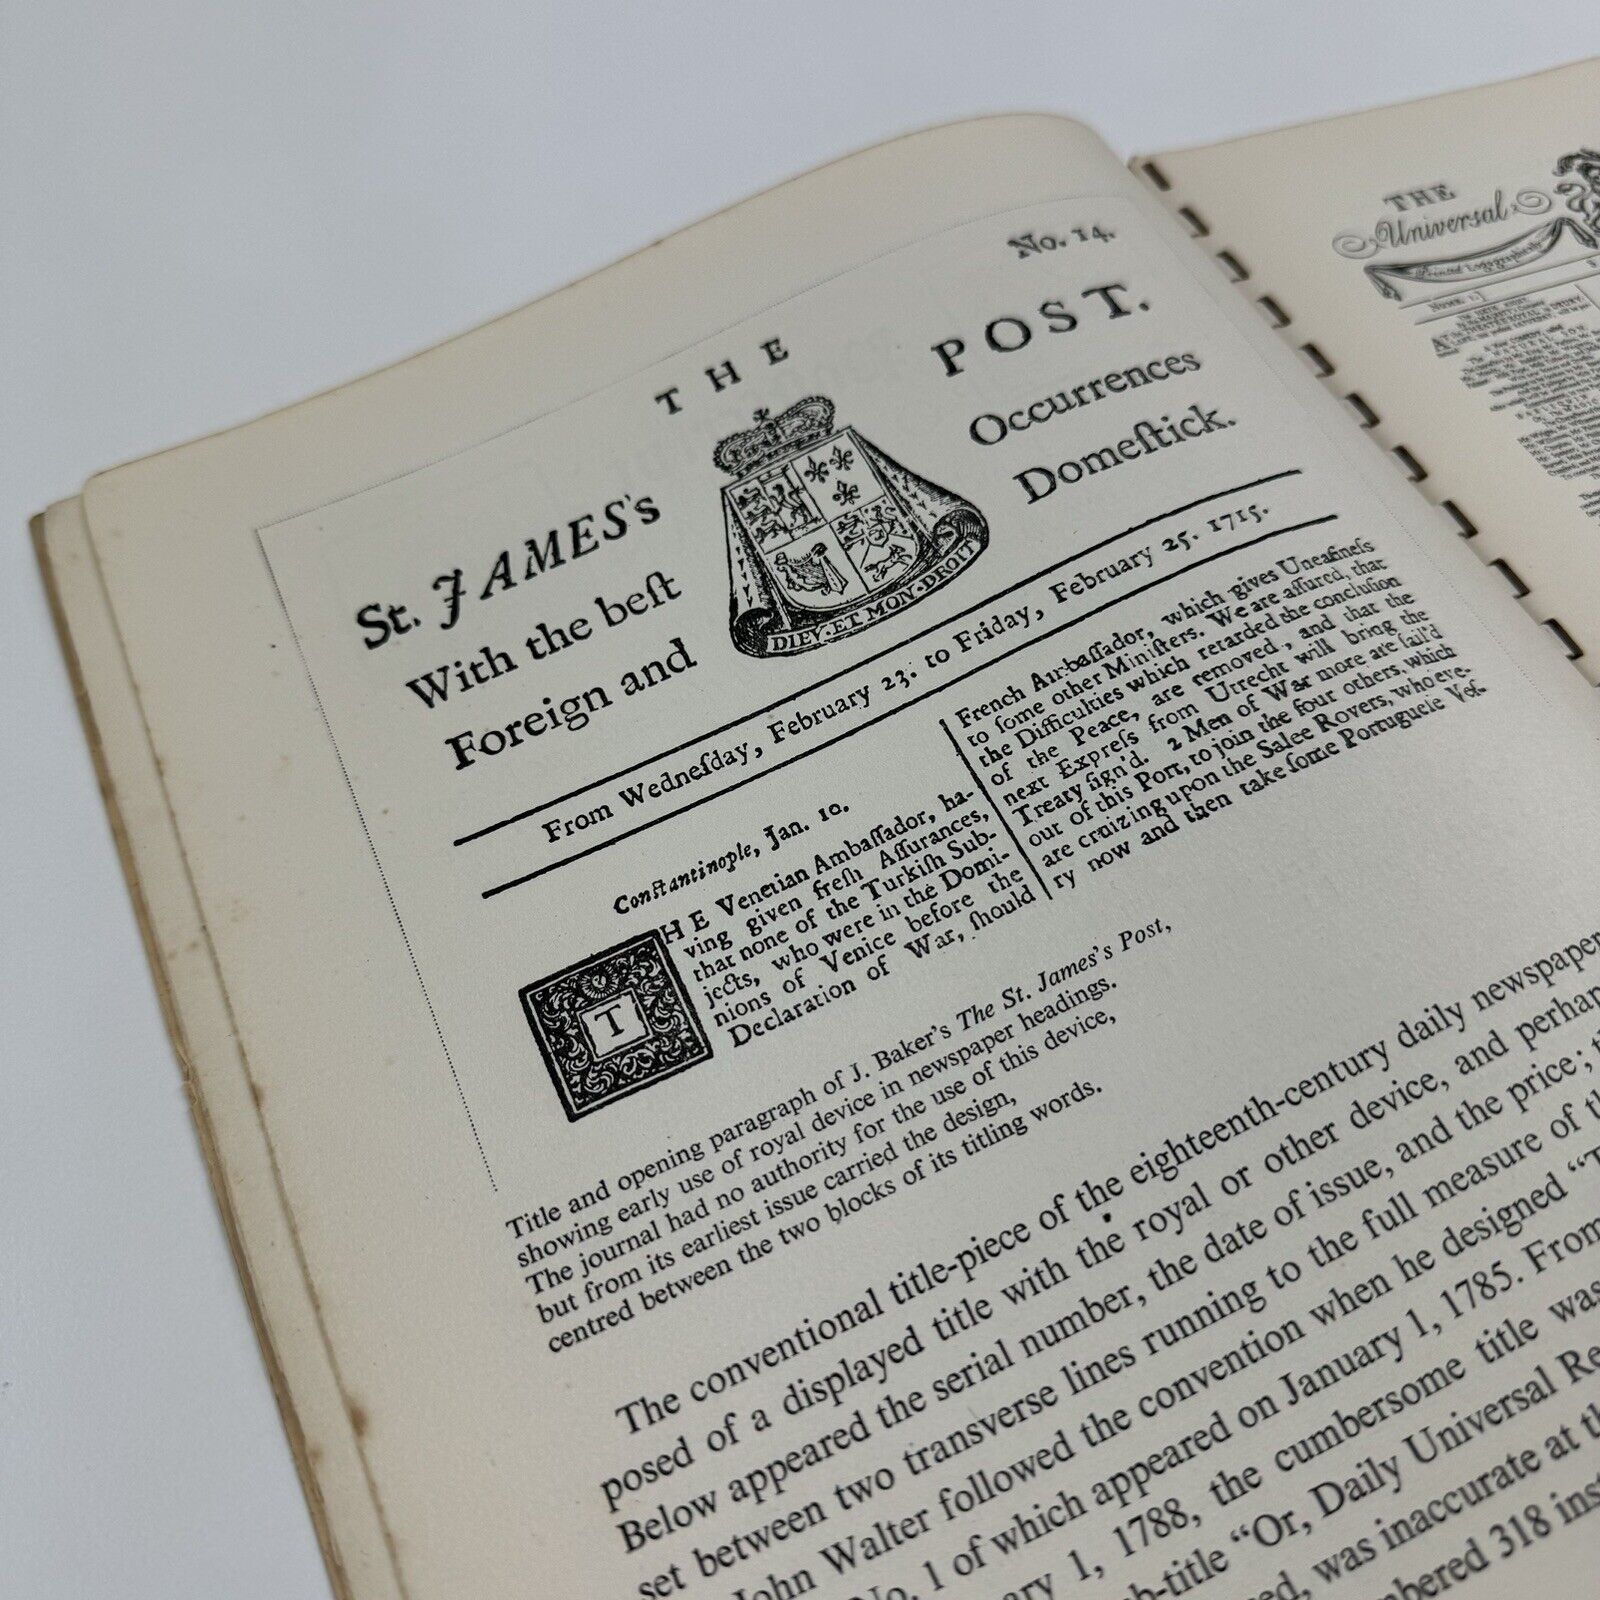 No. 14.
THE
St. JAMES's POST.
With the beſt Occurrences
Foreign and Domeſtick.
DIEV·ET MON·DROIT
From Wedneſday, February 23. to Friday, February 25. 1715.
Conſtantinople, Jan. 10.
THE Venetian Ambaſſador, ha-
ving given freſh Aſſurances,
that none of the Turkiſh Sub-
jects, who were in the Domi-
nions of Venice before the
Declaration of War, ſhould
French Ambaſſador, which gives Uneaſineſs
to ſome other Miniſters. We are aſſured, that
the Difficulties which retarded the concluſion
of the Peace, are removed, and that the
next Expreſs from Utrecht will bring the
Treaty ſign'd. 2 Men of War more are ſail'd
out of this Port, to join the four others, which
are cruizing upon the Salee Rovers, who eve-
ry now and then take ſome Portugueſe Veſ-
Title and opening paragraph of J. Baker's The St. James's Post,
showing early use of royal device in newspaper headings.
The journal had no authority for the use of this device,
but from its earliest issue carried the design,
centred between the two blocks of its titling words.
The conventional title-piece of the eighteenth-century daily newspaper
posed of a displayed title with the royal or other device, and perhap
Below appeared the serial number, the date of issue, and the price;
set between two transverse lines running to the full measure of th
John Walter followed the convention when he designed "T
No. 1 of which appeared on January 1, 1785. From
ary 1, 1788, the cumbersome title was
b-title "Or, Daily Universal Re
ed, was inaccurate at th
mbered 318 inst
THE
Universal
Printed Logographically
NUMB. 1.]